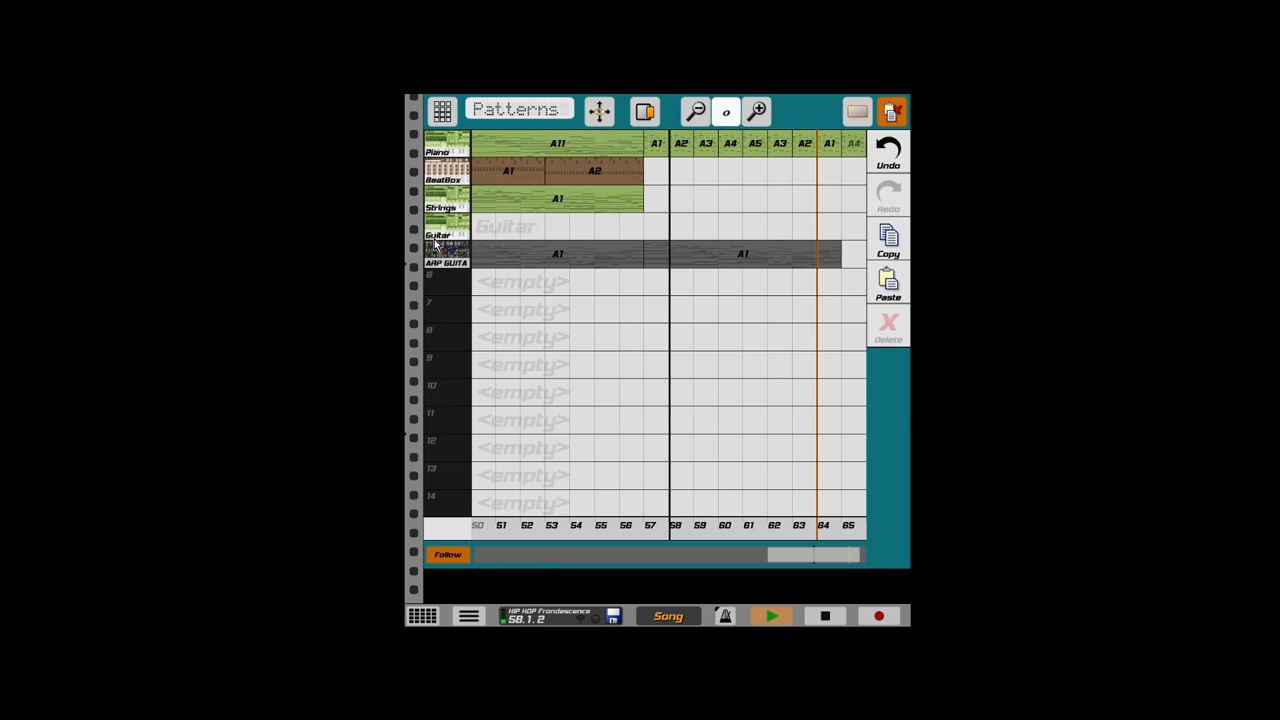 Patterns
o
Piano
A11
A1
A2
A3
A4
A5
A3
A2
A1
A4
Undo
BeatBox
A1
A2
Redo
Strings
A1
Guitar
Guitar
Copy
ARP GUITA
A1
A1
6
<empty>
Paste
7
<empty>
8
<empty>
Delete
9
<empty>
10
<empty>
11
<empty>
12
<empty>
13
<empty>
14
<empty>
50 51 52 53 54 55 56 57 58 59 60 61 62 63 64 65
Follow
HIP HOP Frondescence
58.1.2
Song